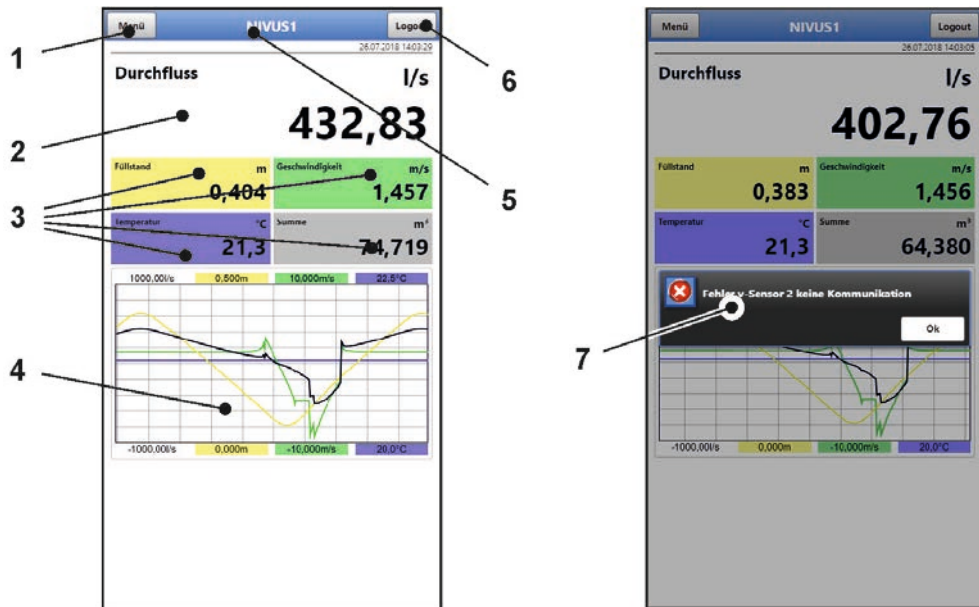 Menü NIVUS1 Logout
26.07.2018 14:03:29
Durchfluss l/s
432,83
Füllstand m Geschwindigkeit m/s
0,404 1,457
Temperatur °C Summe m³
21,3 74,719
1000,00l/s 0,500m 10,000m/s 22,5°C
-1000,00l/s 0,000m -10,000m/s 20,0°C
1
2
3
4
5
6
Menü NIVUS1 Logout
26.07.2018 14:03:05
Durchfluss l/s
402,76
Füllstand m Geschwindigkeit m/s
0,383 1,456
Temperatur °C Summe m³
21,3 64,380
Fehler v-Sensor 2 keine Kommunikation
Ok
-1000,00l/s 0,000m -10,000m/s 20,0°C
7